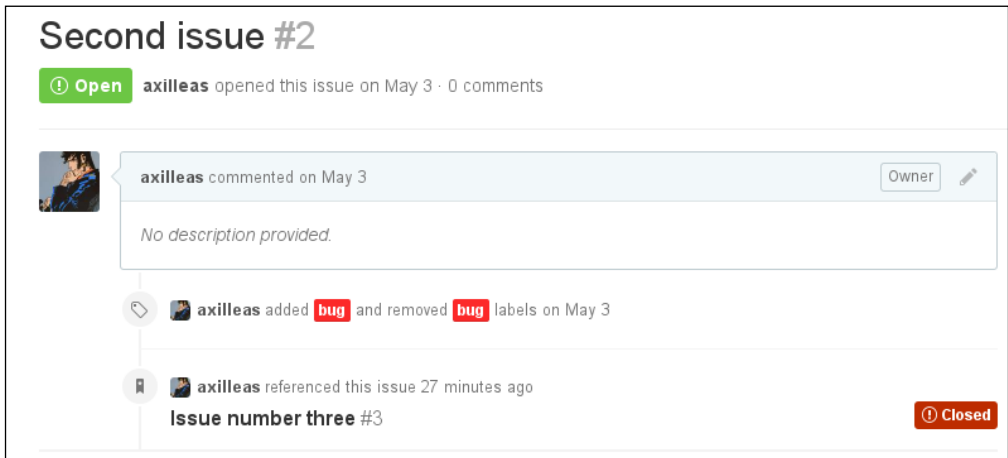 Second issue #2
Open axilleas opened this issue on May 3 · 0 comments
axilleas commented on May 3 Owner
No description provided.
axilleas added bug and removed bug labels on May 3
axilleas referenced this issue 27 minutes ago
Issue number three #3 Closed